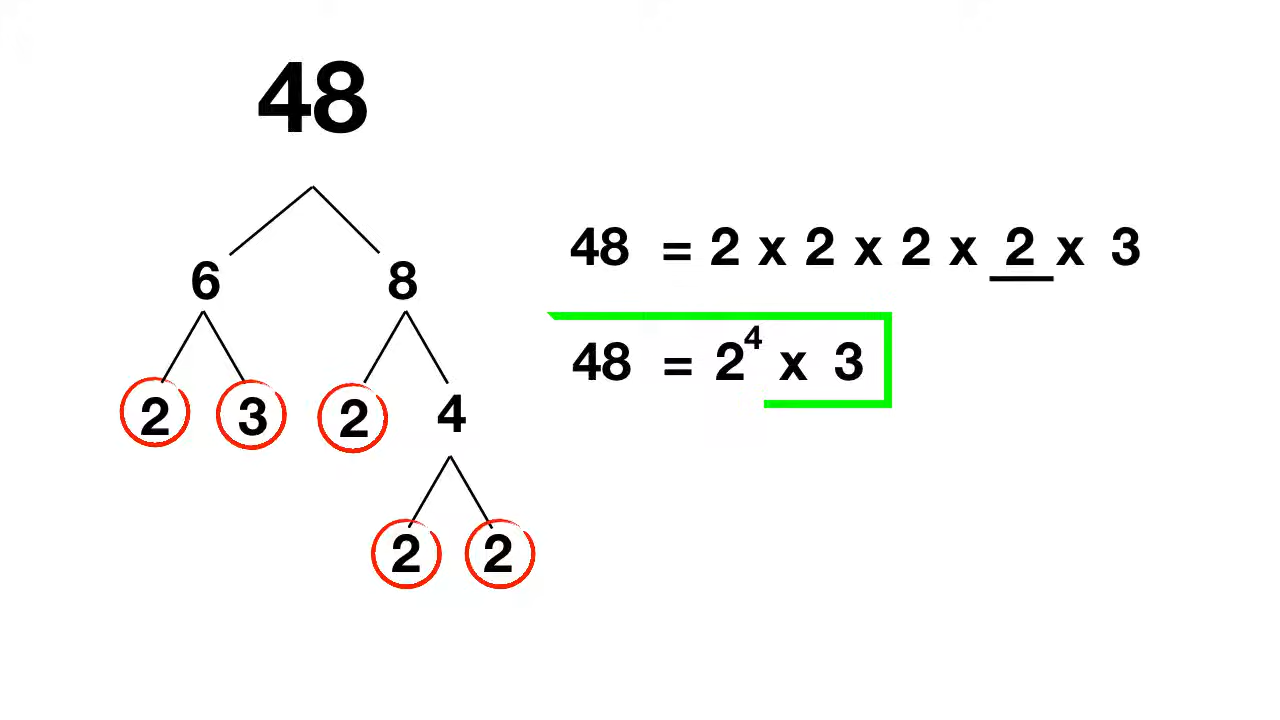 48
6 8
2 3 2 4
2 2
48 = 2 x 2 x 2 x 2 x 3
48 = 2⁴ x 3